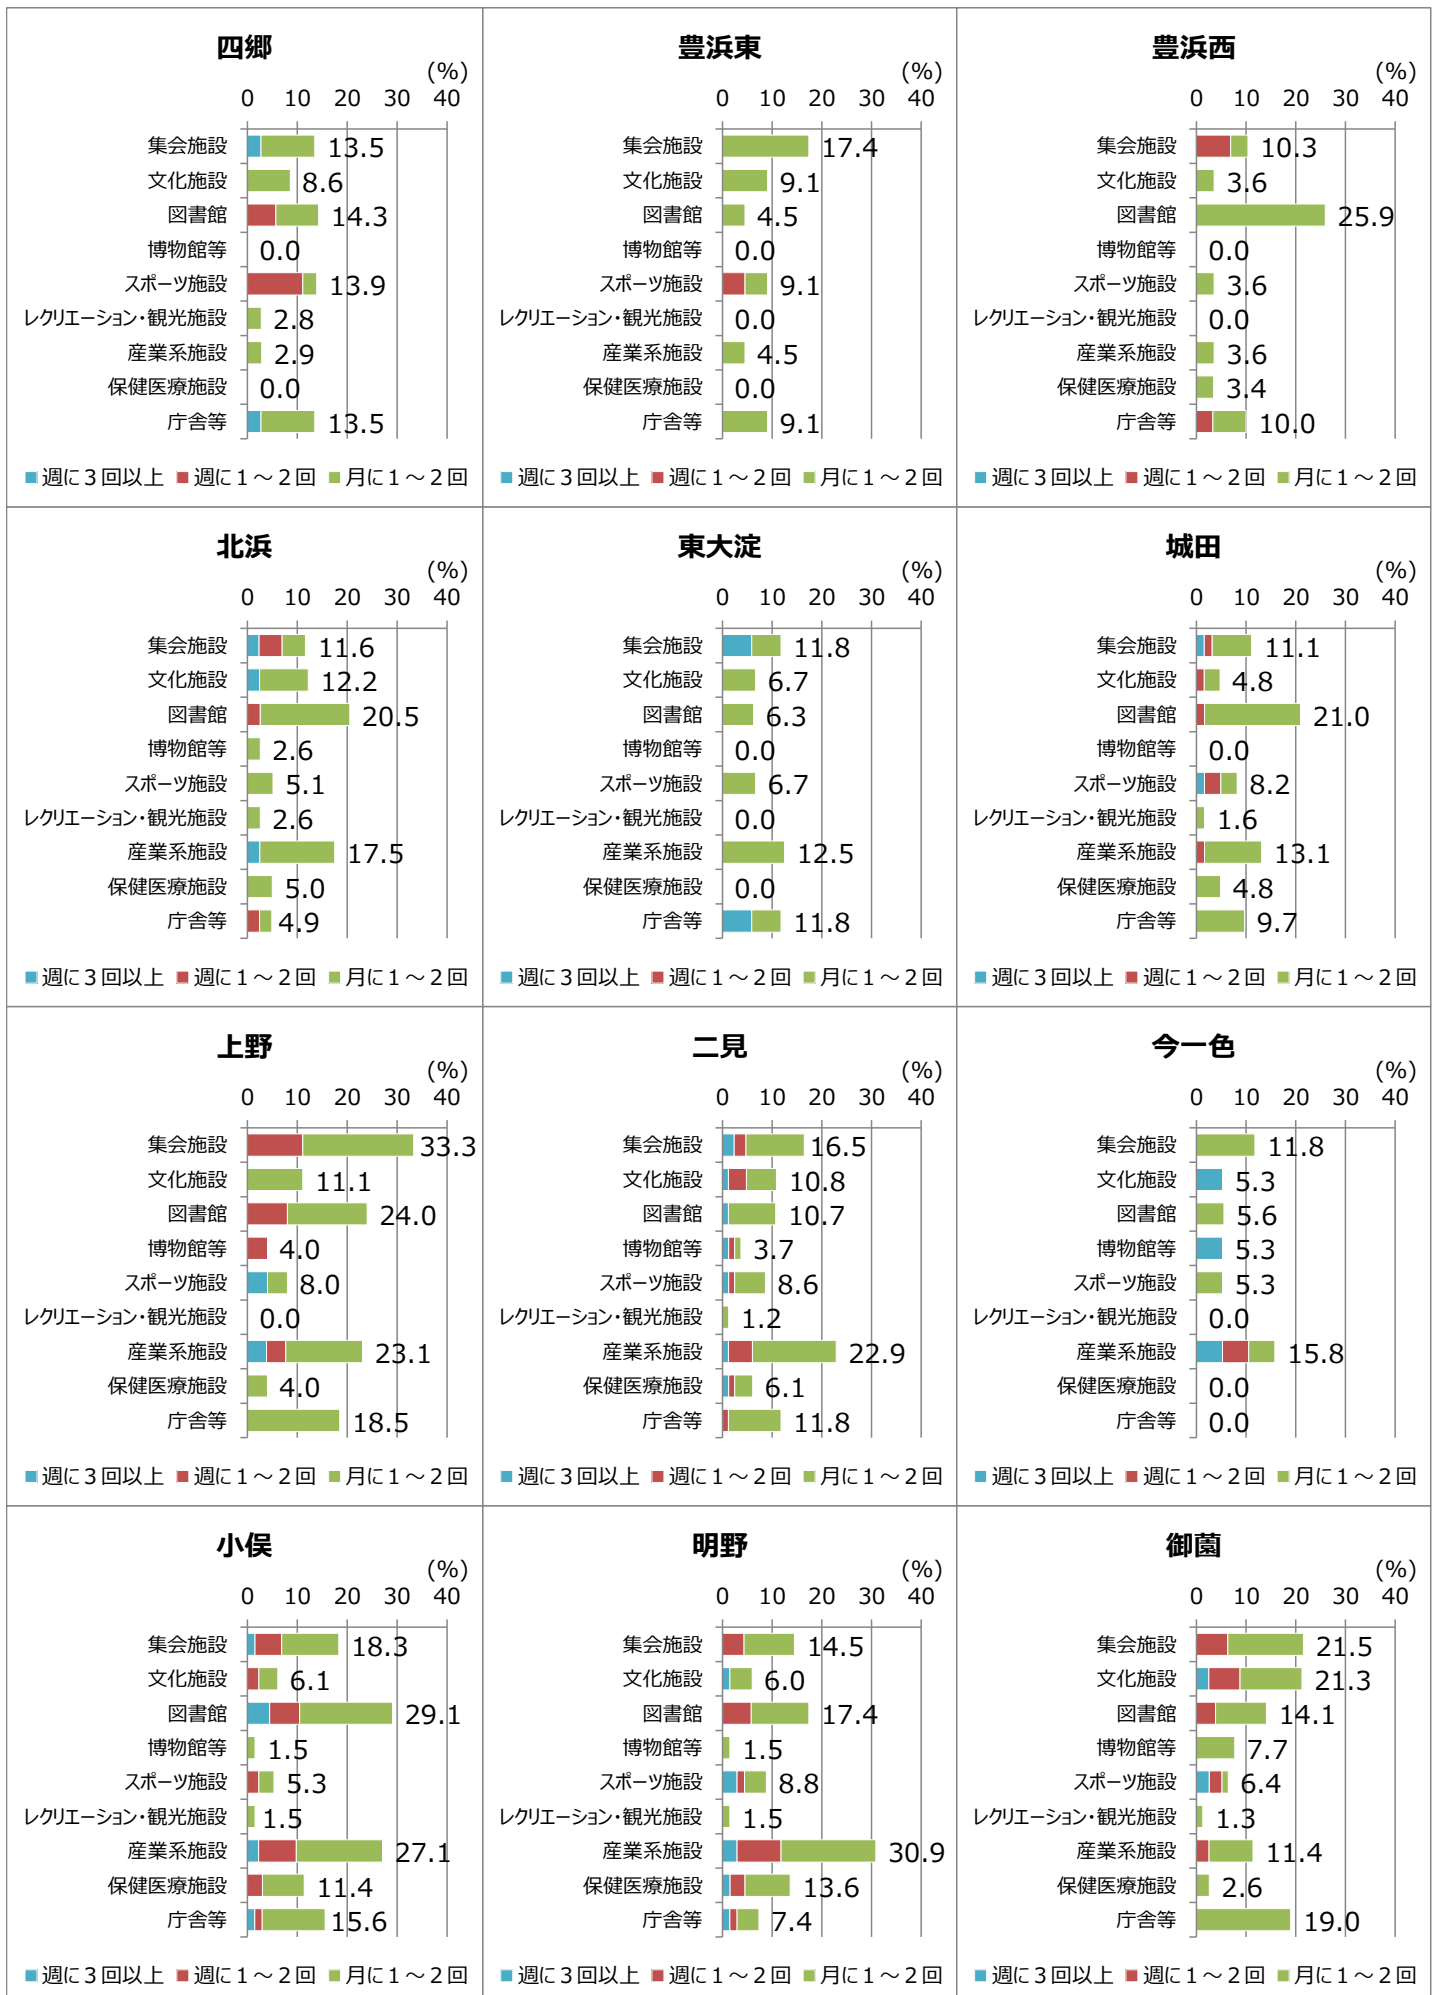 四郷
(%)
0 10 20 30 40
集会施設 13.5
文化施設 8.6
図書館 14.3
博物館等 0.0
スポーツ施設 13.9
レクリエーション・観光施設 2.8
産業系施設 2.9
保健医療施設 0.0
庁舎等 13.5
週に３回以上 週に１～２回 月に１～２回
豊浜東
(%)
0 10 20 30 40
集会施設 17.4
文化施設 9.1
図書館 4.5
博物館等 0.0
スポーツ施設 9.1
レクリエーション・観光施設 0.0
産業系施設 4.5
保健医療施設 0.0
庁舎等 9.1
週に３回以上 週に１～２回 月に１～２回
豊浜西
(%)
0 10 20 30 40
集会施設 10.3
文化施設 3.6
図書館 25.9
博物館等 0.0
スポーツ施設 3.6
レクリエーション・観光施設 0.0
産業系施設 3.6
保健医療施設 3.4
庁舎等 10.0
週に３回以上 週に１～２回 月に１～２回
北浜
(%)
0 10 20 30 40
集会施設 11.6
文化施設 12.2
図書館 20.5
博物館等 2.6
スポーツ施設 5.1
レクリエーション・観光施設 2.6
産業系施設 17.5
保健医療施設 5.0
庁舎等 4.9
週に３回以上 週に１～２回 月に１～２回
東大淀
(%)
0 10 20 30 40
集会施設 11.8
文化施設 6.7
図書館 6.3
博物館等 0.0
スポーツ施設 6.7
レクリエーション・観光施設 0.0
産業系施設 12.5
保健医療施設 0.0
庁舎等 11.8
週に３回以上 週に１～２回 月に１～２回
城田
(%)
0 10 20 30 40
集会施設 11.1
文化施設 4.8
図書館 21.0
博物館等 0.0
スポーツ施設 8.2
レクリエーション・観光施設 1.6
産業系施設 13.1
保健医療施設 4.8
庁舎等 9.7
週に３回以上 週に１～２回 月に１～２回
上野
(%)
0 10 20 30 40
集会施設 33.3
文化施設 11.1
図書館 24.0
博物館等 4.0
スポーツ施設 8.0
レクリエーション・観光施設 0.0
産業系施設 23.1
保健医療施設 4.0
庁舎等 18.5
週に３回以上 週に１～２回 月に１～２回
二見
(%)
0 10 20 30 40
集会施設 16.5
文化施設 10.8
図書館 10.7
博物館等 3.7
スポーツ施設 8.6
レクリエーション・観光施設 1.2
産業系施設 22.9
保健医療施設 6.1
庁舎等 11.8
週に３回以上 週に１～２回 月に１～２回
今一色
(%)
0 10 20 30 40
集会施設 11.8
文化施設 5.3
図書館 5.6
博物館等 5.3
スポーツ施設 5.3
レクリエーション・観光施設 0.0
産業系施設 15.8
保健医療施設 0.0
庁舎等 0.0
週に３回以上 週に１～２回 月に１～２回
小俣
(%)
0 10 20 30 40
集会施設 18.3
文化施設 6.1
図書館 29.1
博物館等 1.5
スポーツ施設 5.3
レクリエーション・観光施設 1.5
産業系施設 27.1
保健医療施設 11.4
庁舎等 15.6
週に３回以上 週に１～２回 月に１～２回
明野
(%)
0 10 20 30 40
集会施設 14.5
文化施設 6.0
図書館 17.4
博物館等 1.5
スポーツ施設 8.8
レクリエーション・観光施設 1.5
産業系施設 30.9
保健医療施設 13.6
庁舎等 7.4
週に３回以上 週に１～２回 月に１～２回
御薗
(%)
0 10 20 30 40
集会施設 21.5
文化施設 21.3
図書館 14.1
博物館等 7.7
スポーツ施設 6.4
レクリエーション・観光施設 1.3
産業系施設 11.4
保健医療施設 2.6
庁舎等 19.0
週に３回以上 週に１～２回 月に１～２回